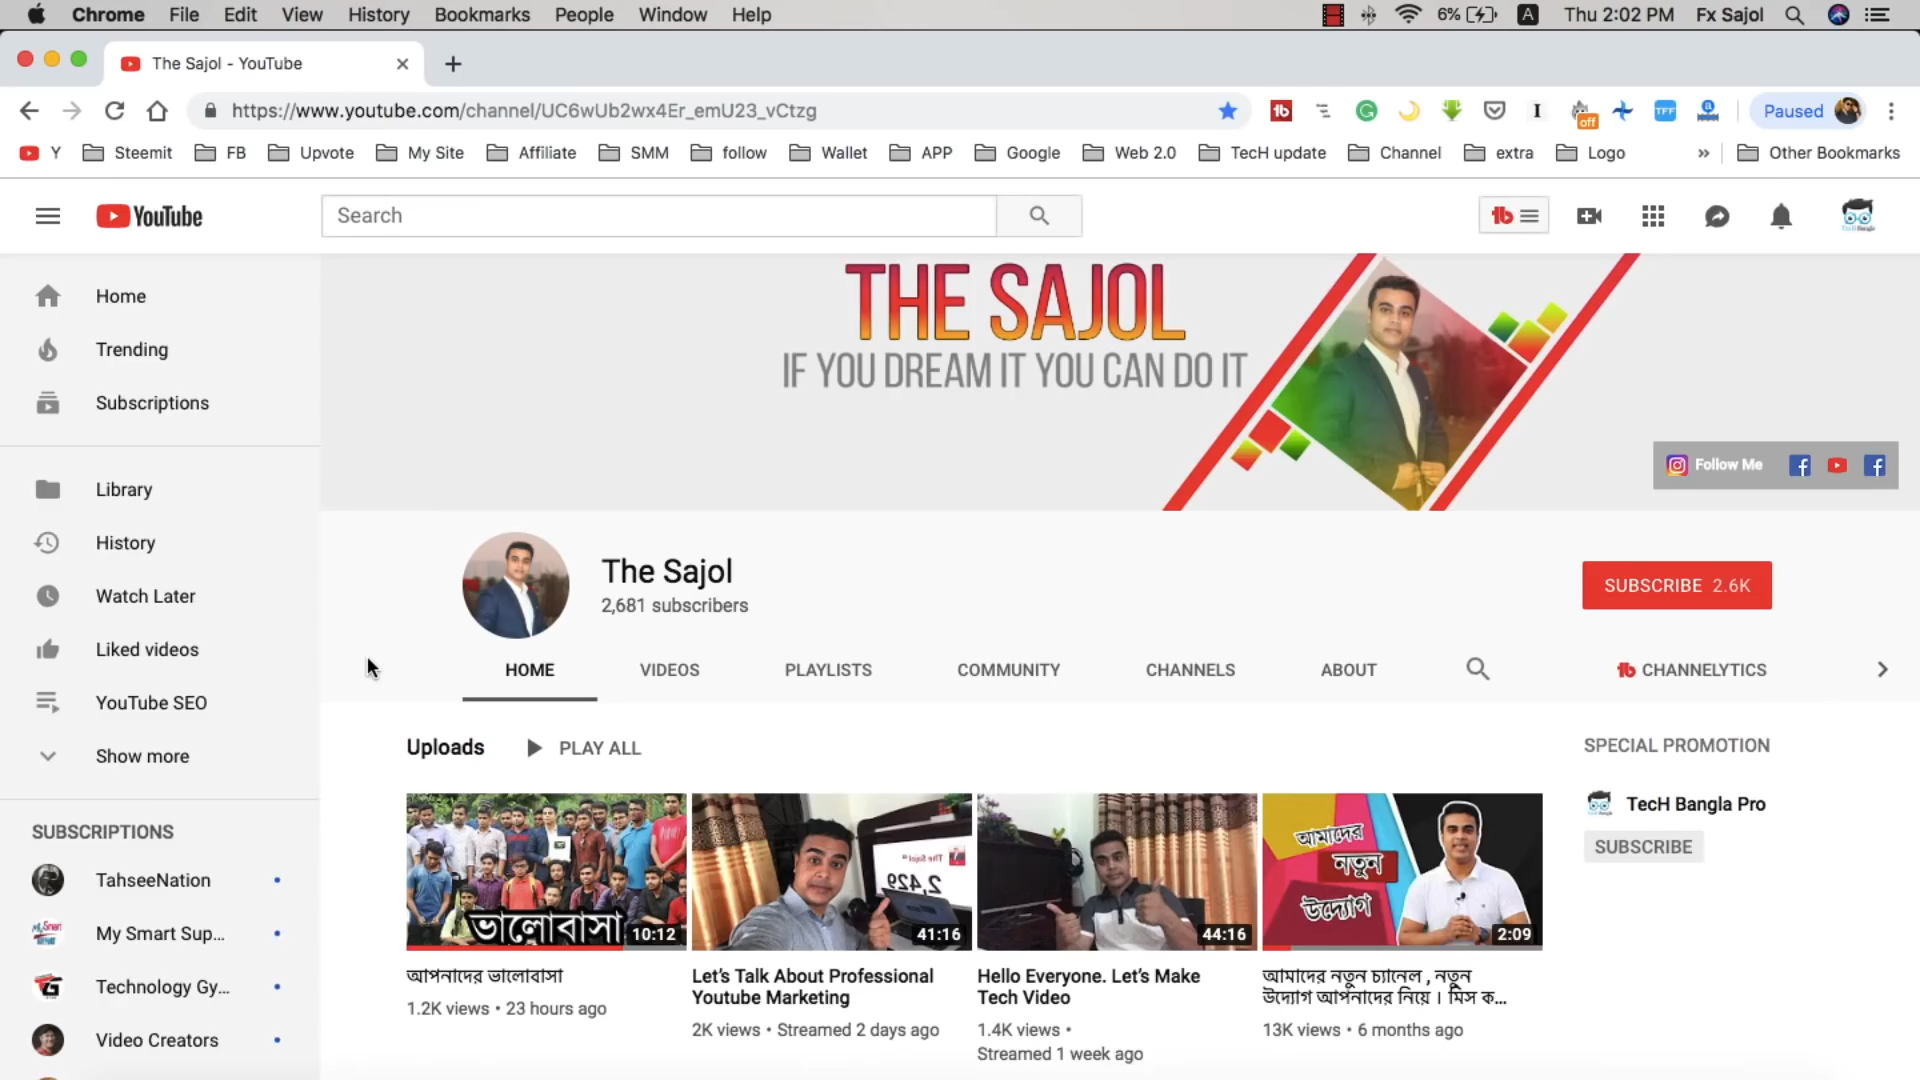 Chrome File Edit View History Bookmarks People Window Help 6% A Thu 2:02 PM Fx Sajol
The Sajol - YouTube
https://www.youtube.com/channel/UC6wUb2wx4Er_emU23_vCtzg Paused
off TFF
Y Steemit FB Upvote My Site Affiliate SMM follow Wallet APP Google Web 2.0 TecH update Channel extra Logo » Other Bookmarks
YouTube
Search
Home
Trending
Subscriptions
Library
History
Watch Later
Liked videos
YouTube SEO
Show more
SUBSCRIPTIONS
TahseeNation
My Smart Sup...
Technology Gy...
Video Creators
THE SAJOL
IF YOU DREAM IT YOU CAN DO IT
Follow Me
The Sajol
2,681 subscribers
SUBSCRIBE 2.6K
HOME VIDEOS PLAYLISTS COMMUNITY CHANNELS ABOUT CHANNELYTICS
Uploads PLAY ALL
ভালোবাসা
10:12
আপনাদের ভালোবাসা
1.2K views • 23 hours ago
2,429
41:16
Let's Talk About Professional
Youtube Marketing
2K views • Streamed 2 days ago
44:16
Hello Everyone. Let's Make
Tech Video
1.4K views •
Streamed 1 week ago
আমাদের
নতুন
উদ্যোগ
2:09
আমাদের নতুন চ্যানেল , নতুন
উদ্যোগ আপনাদের নিয়ে । মিস ক...
13K views • 6 months ago
SPECIAL PROMOTION
TecH Bangla Pro
SUBSCRIBE